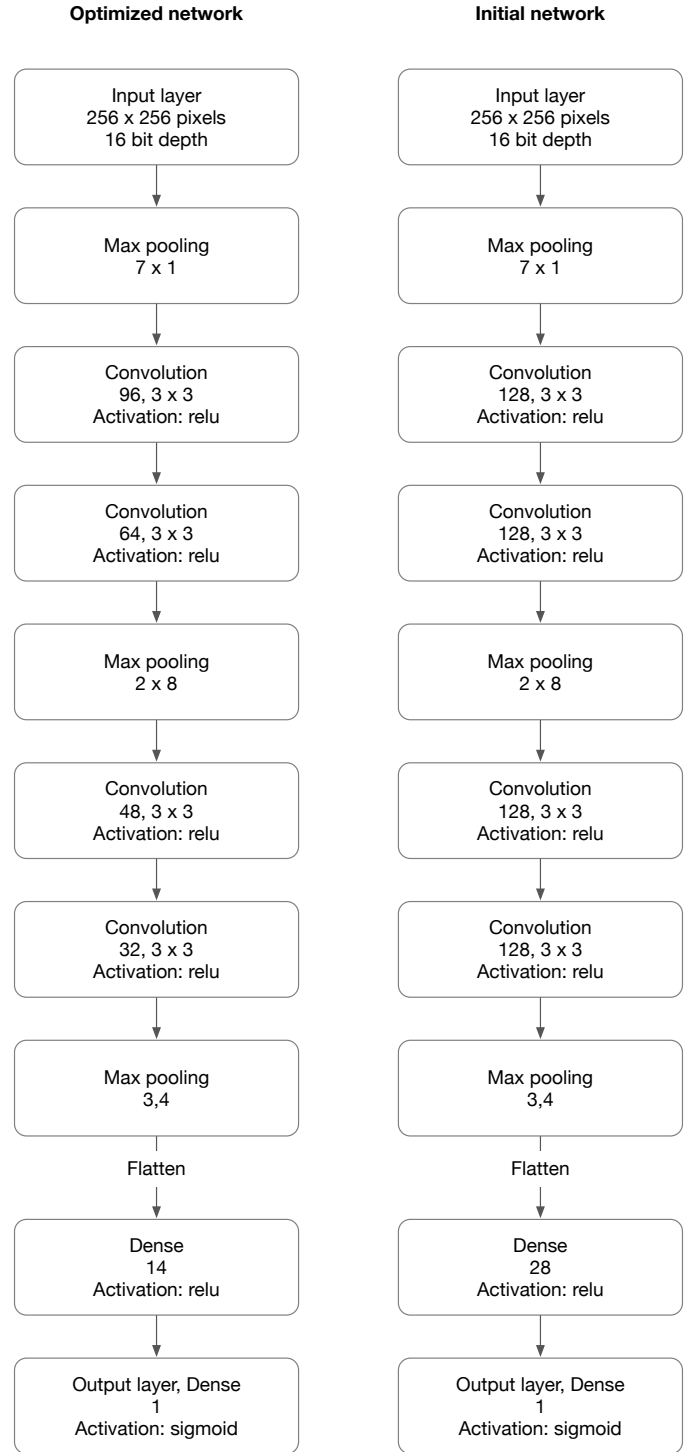 Optimized network
Input layer
256 x 256 pixels
16 bit depth
Max pooling
7 x 1
Convolution
96, 3 x 3
Activation: relu
Convolution
64, 3 x 3
Activation: relu
Max pooling
2 x 8
Convolution
48, 3 x 3
Activation: relu
Convolution
32, 3 x 3
Activation: relu
Max pooling
3,4
Flatten
Dense
14
Activation: relu
Output layer, Dense
1
Activation: sigmoid
Initial network
Input layer
256 x 256 pixels
16 bit depth
Max pooling
7 x 1
Convolution
128, 3 x 3
Activation: relu
Convolution
128, 3 x 3
Activation: relu
Max pooling
2 x 8
Convolution
128, 3 x 3
Activation: relu
Convolution
128, 3 x 3
Activation: relu
Max pooling
3,4
Flatten
Dense
28
Activation: relu
Output layer, Dense
1
Activation: sigmoid